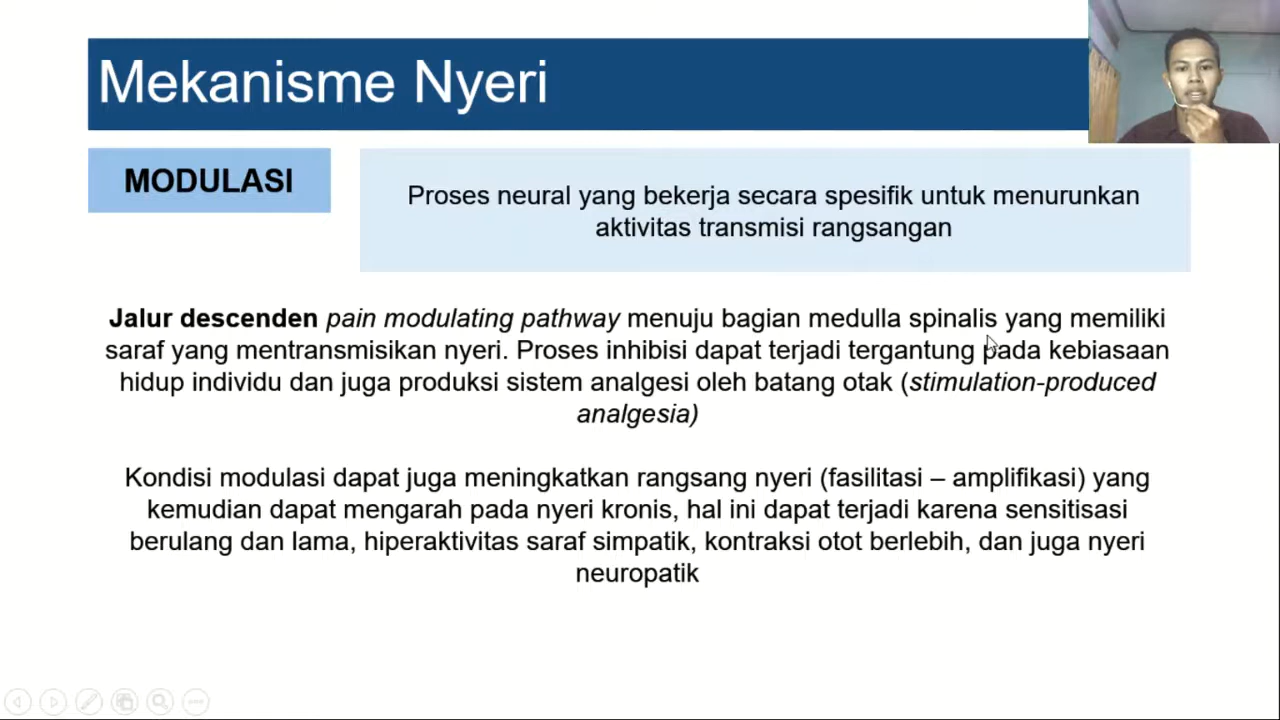 Mekanisme Nyeri
MODULASI
Proses neural yang bekerja secara spesifik untuk menurunkan
aktivitas transmisi rangsangan
Jalur descenden pain modulating pathway menuju bagian medulla spinalis yang memiliki
saraf yang mentransmisikan nyeri. Proses inhibisi dapat terjadi tergantung pada kebiasaan
hidup individu dan juga produksi sistem analgesi oleh batang otak (stimulation-produced
analgesia)
Kondisi modulasi dapat juga meningkatkan rangsang nyeri (fasilitasi – amplifikasi) yang
kemudian dapat mengarah pada nyeri kronis, hal ini dapat terjadi karena sensitisasi
berulang dan lama, hiperaktivitas saraf simpatik, kontraksi otot berlebih, dan juga nyeri
neuropatik